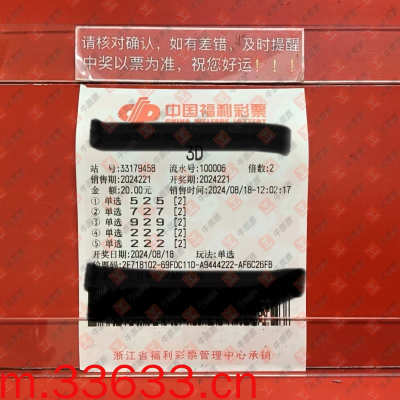 请核对确认，如有差错，及时提醒
中奖以票为准，祝您好运！！！
中国福利彩票
CHINA WELFARE LOTTERY
3D
站 号:33179458 流水号:100006 倍数:2
销售期:2024221 开奖期:2024221
金 额:20.00元 销售时间:2024/08/18-12:02:17
① 单选 5 2 5 [2]
② 单选 7 2 7 [2]
③ 单选 9 2 9 [2]
④ 单选 2 2 2 [2]
⑤ 单选 2 2 2 [2]
开奖日期:2024/08/18 玩法:单选
浙江省福利彩票管理中心承销
m.33633.cn